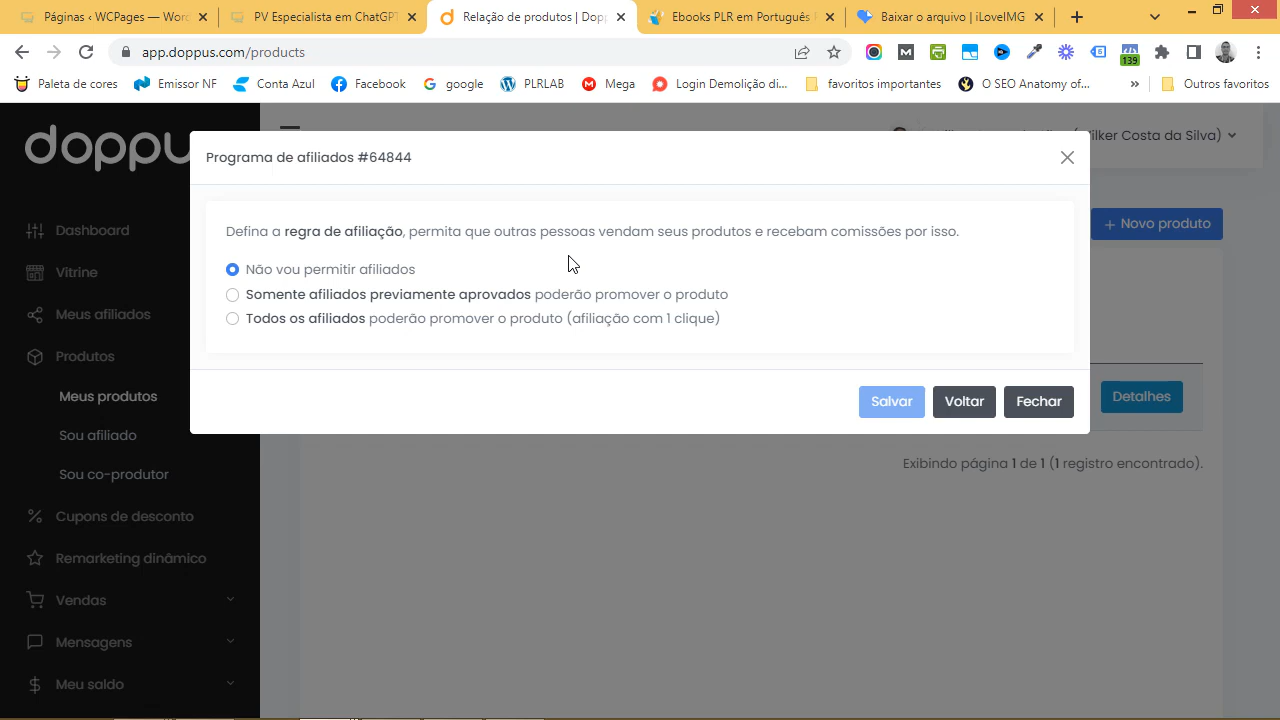 Páginas ‹ WCPages — Worc
PV Especialista em ChatGPT
Relação de produtos | Dopp
Ebooks PLR em Português
Baixar o arquivo | iLoveIMG
app.doppus.com/products
139
Paleta de cores
Emissor NF
Conta Azul
Facebook
google
PLRLAB
Mega
Login Demolição di...
favoritos importantes
O SEO Anatomy of...
»
Outros favoritos
doppu
ilker Costa da Silva)
Programa de afiliados #64844
+ Novo produto
Defina a regra de afiliação, permita que outras pessoas vendam seus produtos e recebam comissões por isso.
Não vou permitir afiliados
Somente afiliados previamente aprovados poderão promover o produto
Todos os afiliados poderão promover o produto (afiliação com 1 clique)
Salvar
Voltar
Fechar
Detalhes
Exibindo página 1 de 1 (1 registro encontrado).
Dashboard
Vitrine
Meus afiliados
Produtos
Meus produtos
Sou afiliado
Sou co-produtor
Cupons de desconto
Remarketing dinâmico
Vendas
Mensagens
Meu saldo